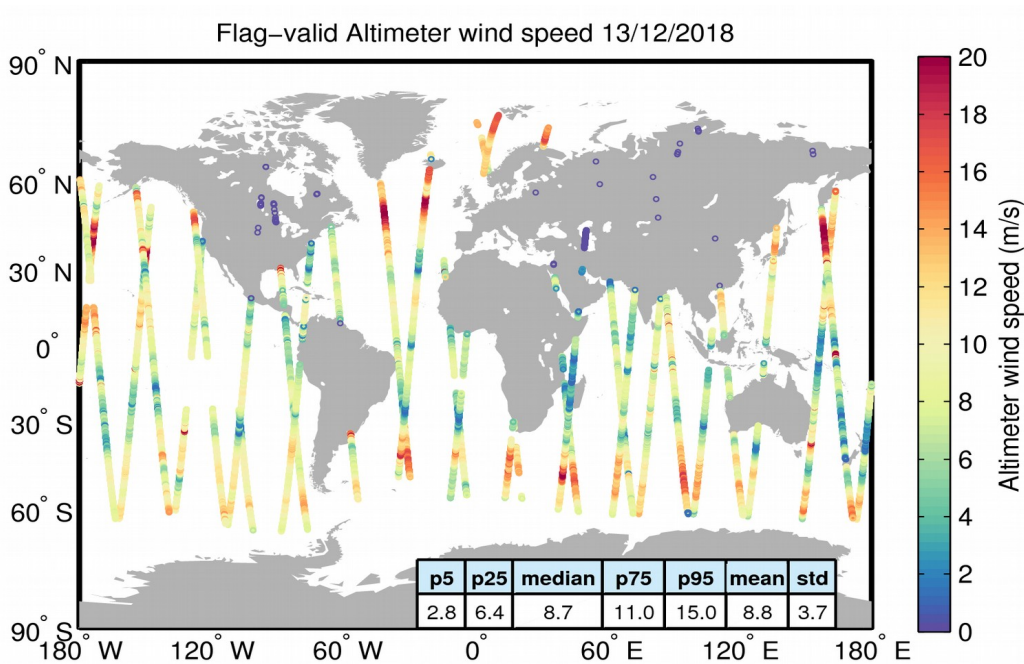 Flag−valid Altimeter wind speed 13/12/2018
90° N
60° N
30° N
0°
30° S
60° S
90° S
180° W 120° W 60° W 0° 60° E 120° E 180° E
p5 p25 median p75 p95 mean std
2.8 6.4 8.7 11.0 15.0 8.8 3.7
20
18
16
14
12
10
8
6
4
2
0
Altimeter wind speed (m/s)